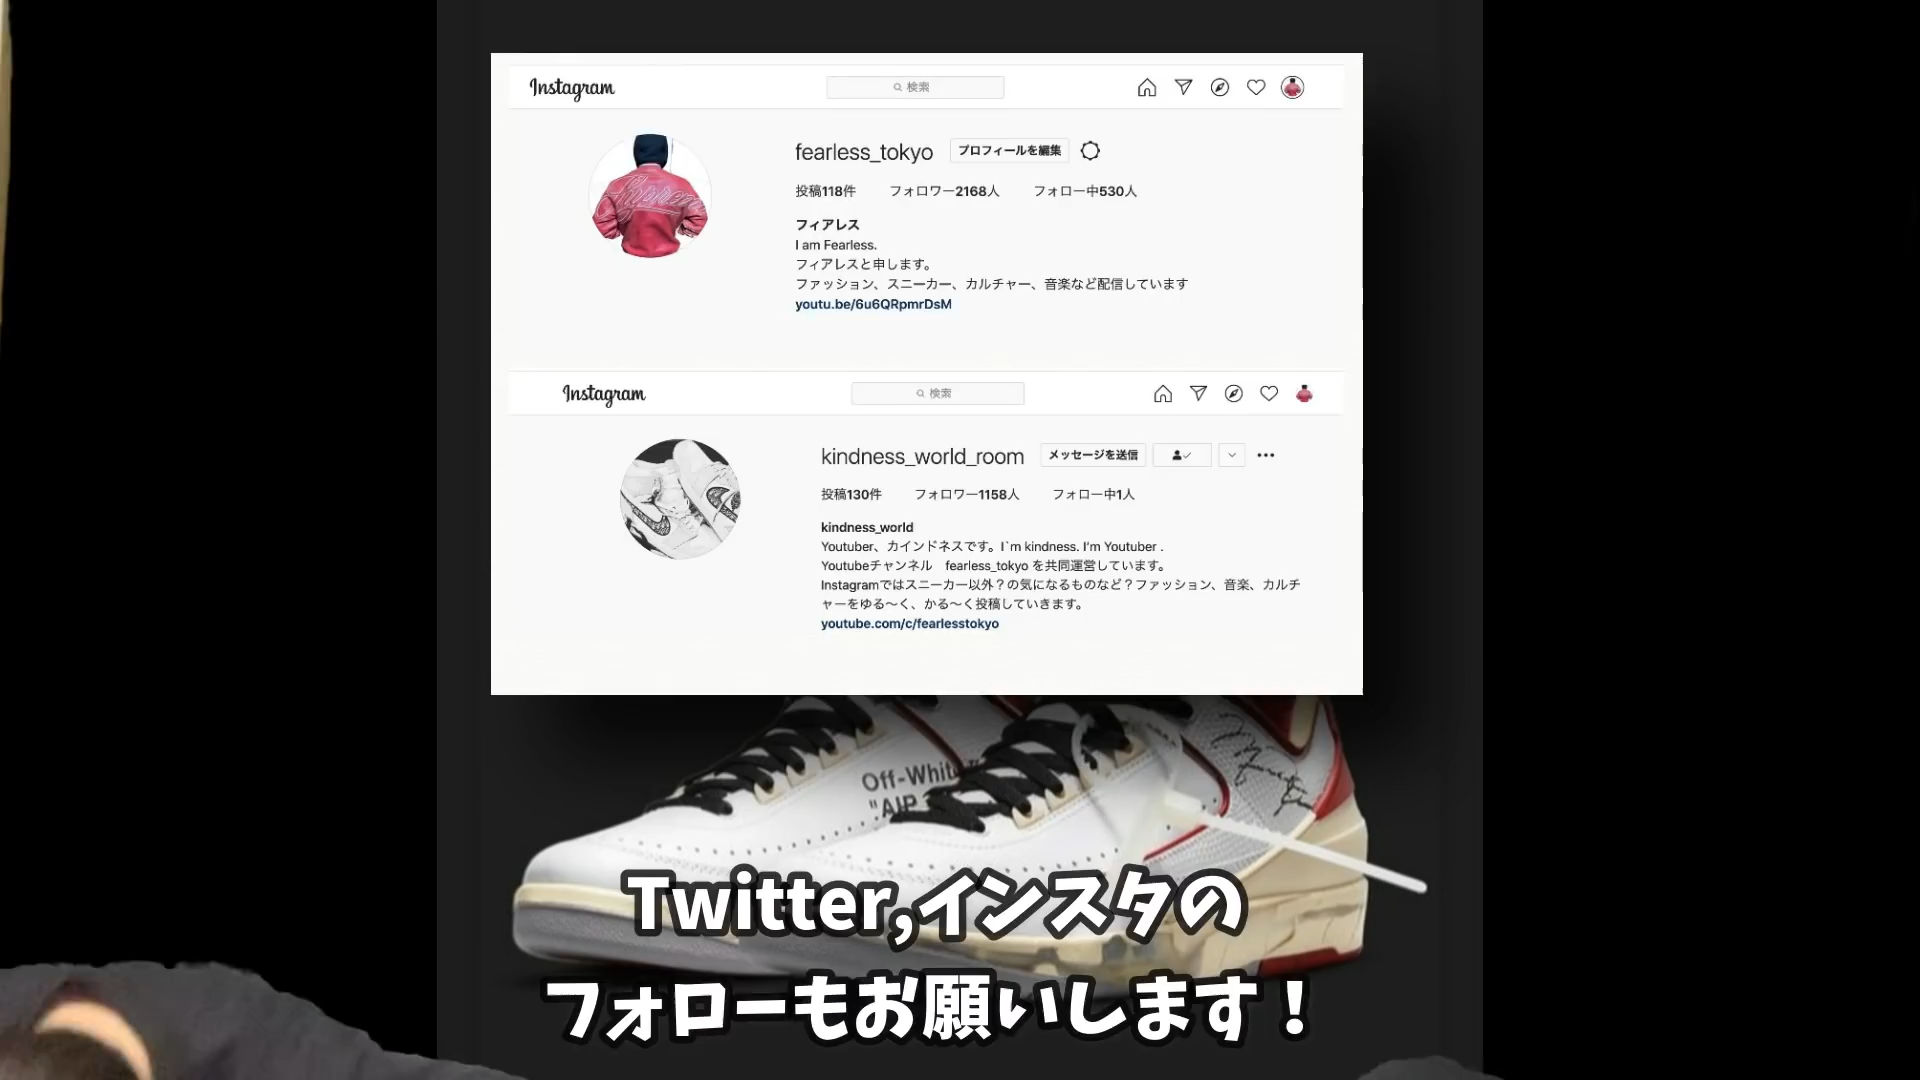 Instagram
検索
fearless_tokyo プロフィールを編集
投稿118件 フォロワー2168人 フォロー中530人
フィアレス
I am Fearless.
フィアレスと申します。
ファッション、スニーカー、カルチャー、音楽など配信しています
youtu.be/6u6QRpmrDsM
Instagram
検索
kindness_world_room メッセージを送信
投稿130件 フォロワー1158人 フォロー中1人
kindness_world
Youtuber、カインドネスです。I`m kindness. I'm Youtuber .
Youtubeチャンネル　fearless_tokyo を共同運営しています。
Instagramではスニーカー以外？の気になるものなど？ファッション、音楽、カルチ
ャーをゆる〜く、かる〜く投稿していきます。
youtube.com/c/fearlesstokyo
Off-White
"AIR
Twitter,インスタの
フォローもお願いします！